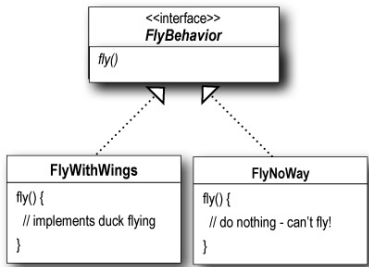 <<interface>>
FlyBehavior
fly()
FlyWithWings
fly() {
// implements duck flying
}
FlyNoWay
fly() {
// do nothing - can't fly!
}